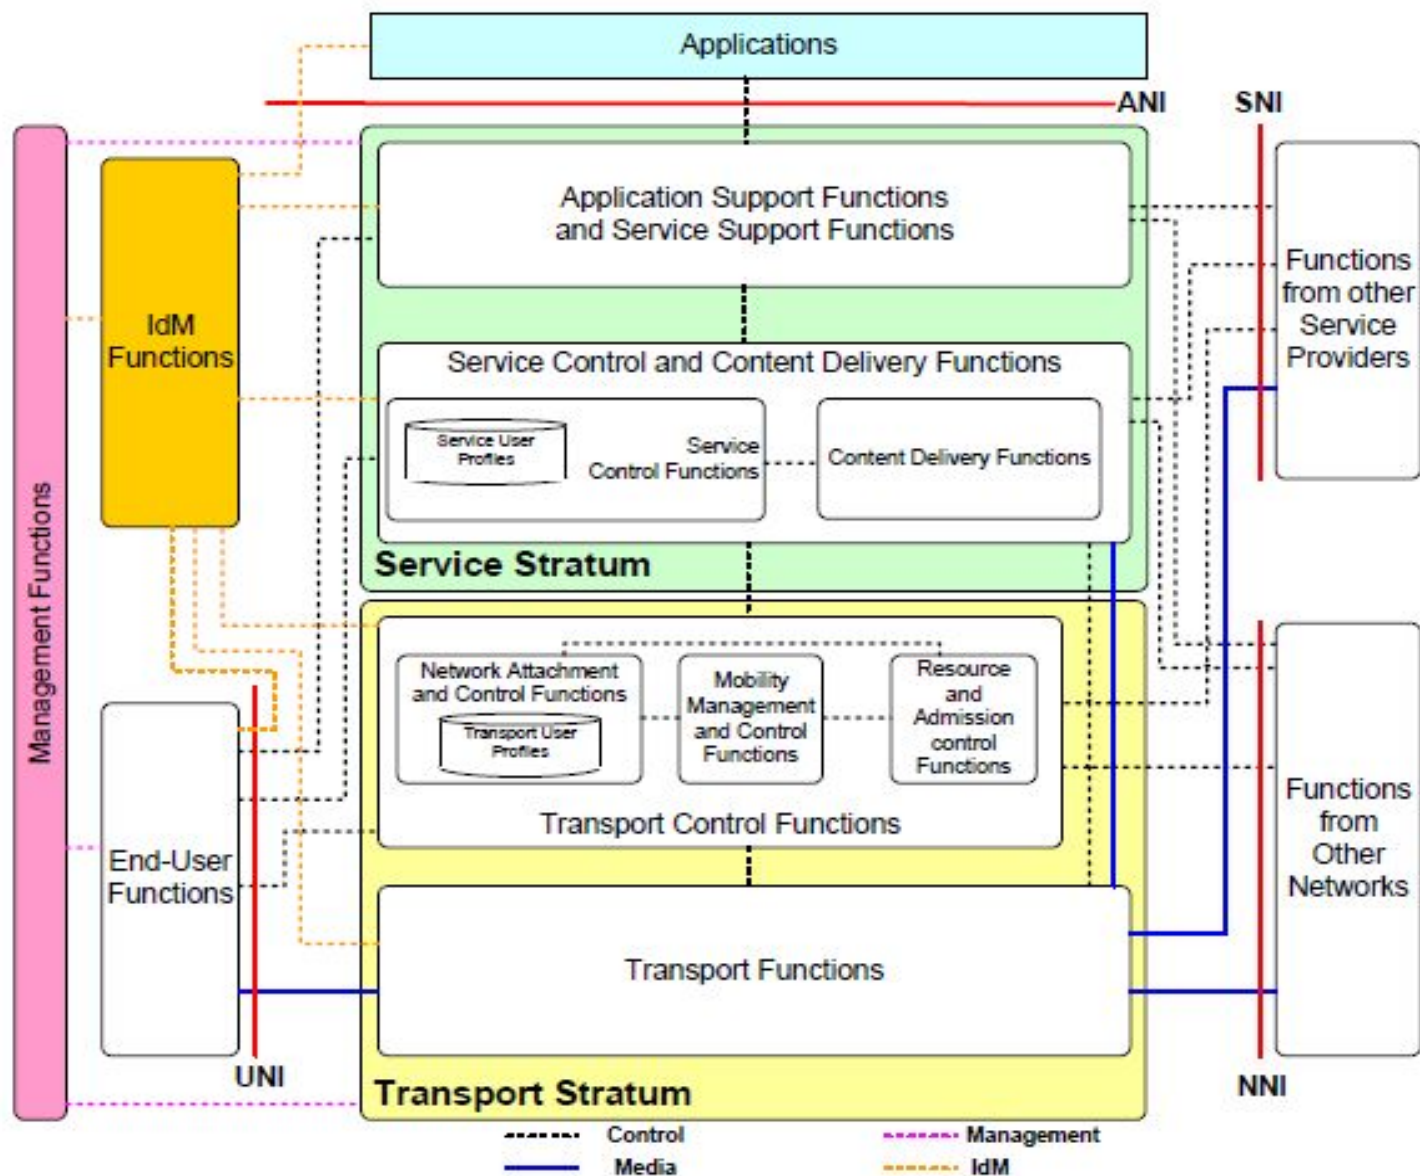 Applications
ANI
SNI
Application Support Functions
and Service Support Functions
Functions
from other
Service
Providers
IdM
Functions
Service Control and Content Delivery Functions
Service User
Profiles
Service
Control Functions
Content Delivery Functions
Service Stratum
Management Functions
Network Attachment
and Control Functions
Transport User
Profiles
Mobility
Management
and Control
Functions
Resource
and
Admission
control
Functions
Transport Control Functions
End-User
Functions
Functions
from
Other
Networks
Transport Functions
UNI
NNI
Transport Stratum
Control
Management
Media
IdM